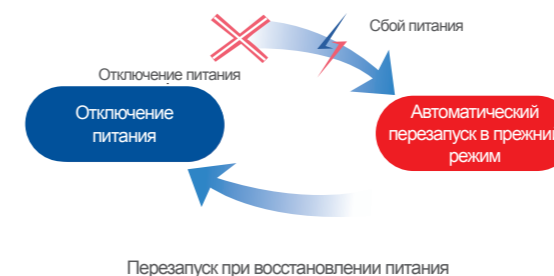 Сбой питания
Отключение питания
Отключение
питания
Автоматический
перезапуск в прежний
режим
Перезапуск при восстановлении питания